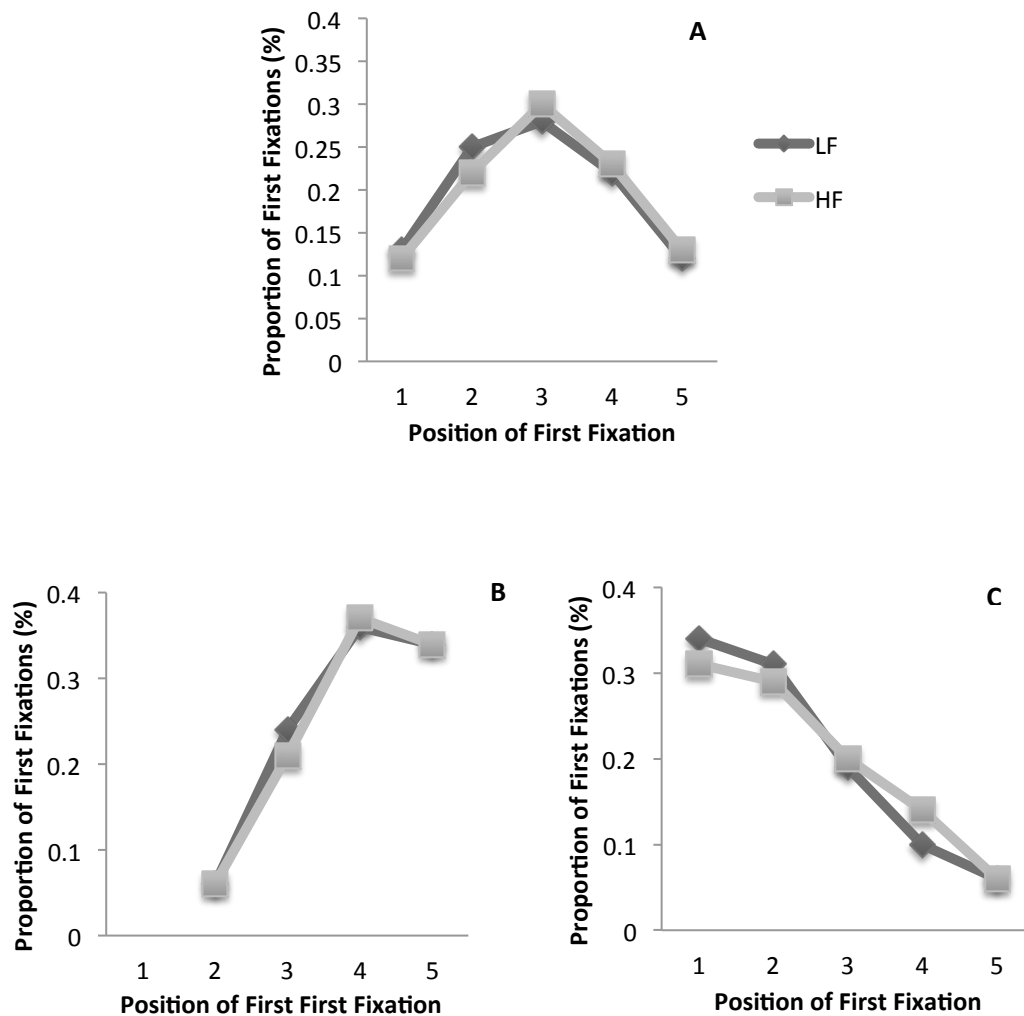 A
Proportion of First Fixations (%)
0.4
0.35
0.3
0.25
0.2
0.15
0.1
0.05
0
1 2 3 4 5
Position of First Fixation
LF
HF
B
Proportion of First Fixations (%)
0.4
0.3
0.2
0.1
0
1 2 3 4 5
Position of First First Fixation
C
Proportion of First Fixations (%)
0.4
0.3
0.2
0.1
0
1 2 3 4 5
Position of First Fixation